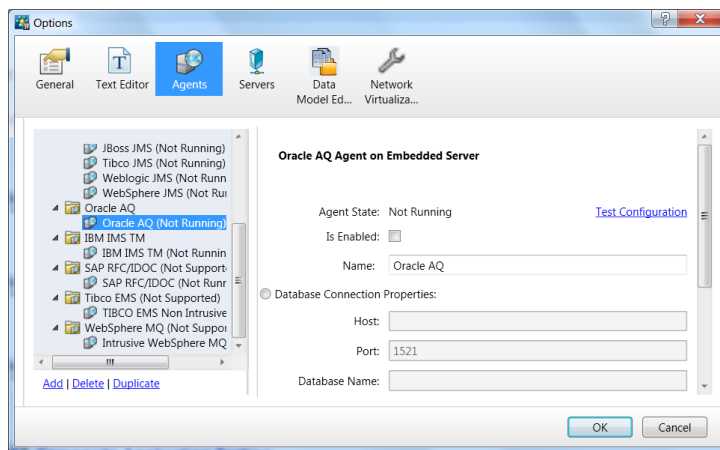 Options
General
Text Editor
Agents
Servers
Data
Model Ed...
Network
Virtualiza...
JBoss JMS (Not Running)
Tibco JMS (Not Running)
Weblogic JMS (Not Runn
WebSphere JMS (Not Rui
Oracle AQ
Oracle AQ (Not Running)
IBM IMS TM
IBM IMS TM (Not Runnin
SAP RFC/IDOC (Not Support
SAP RFC/IDOC (Not Runr
Tibco EMS (Not Supported)
TIBCO EMS Non Intrusive
WebSphere MQ (Not Suppor
Intrusive WebSphere MQ
Add | Delete | Duplicate
Oracle AQ Agent on Embedded Server
Agent State: Not Running Test Configuration
Is Enabled:
Name: Oracle AQ
Database Connection Properties:
Host:
Port: 1521
Database Name:
OK Cancel